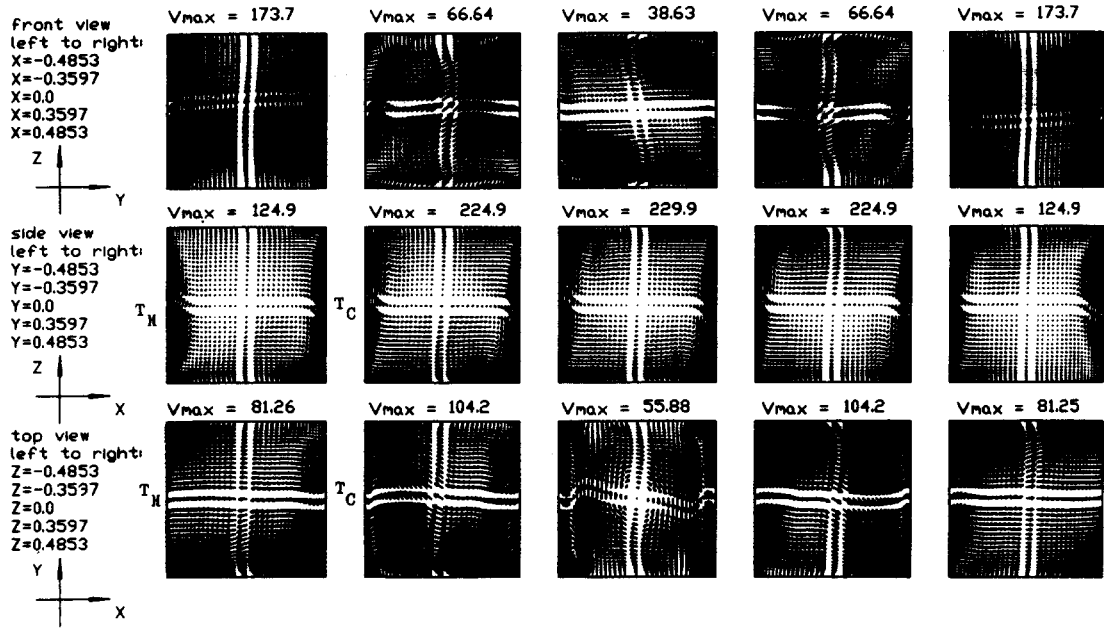 front view
left to right:
X=-0.4853
X=-0.3597
X=0.0
X=0.3597
X=0.4853
Z
Y
Vmax = 173.7
Vmax = 66.64
Vmax = 38.63
Vmax = 66.64
Vmax = 173.7
side view
left to right:
Y=-0.4853
Y=-0.3597
Y=0.0
Y=0.3597
Y=0.4853
Z
X
Vmax = 124.9
Vmax = 224.9
Vmax = 229.9
Vmax = 224.9
Vmax = 124.9
T_H
T_C
top view
left to right:
Z=-0.4853
Z=-0.3597
Z=0.0
Z=0.3597
Z=0.4853
Y
X
Vmax = 81.26
Vmax = 104.2
Vmax = 55.88
Vmax = 104.2
Vmax = 81.25
T_H
T_C